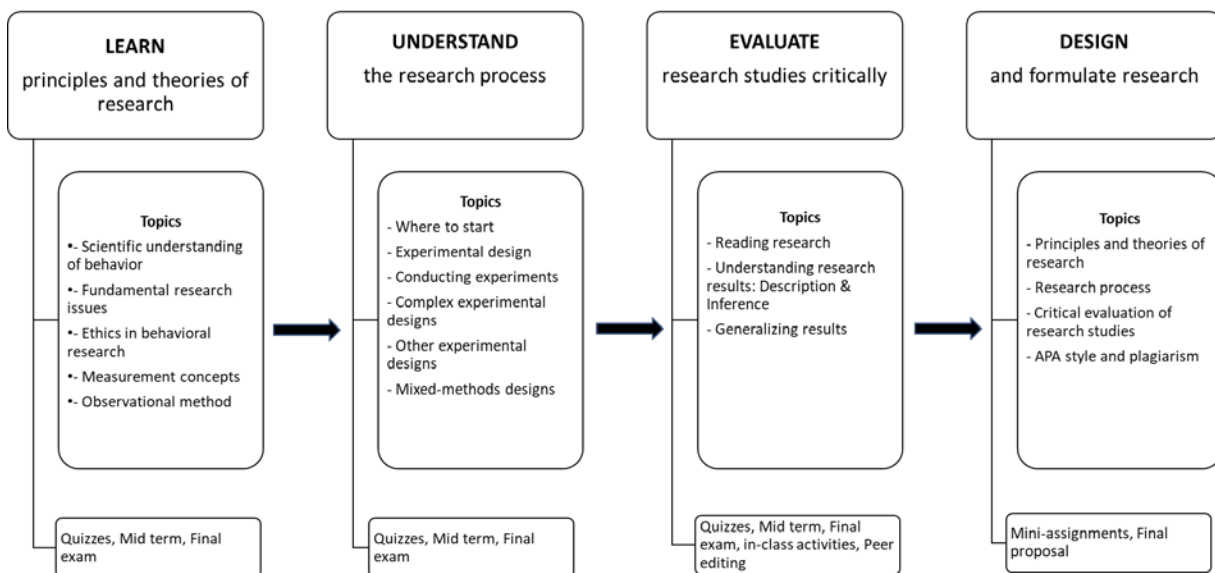 LEARN
principles and theories of
research
Topics
•- Scientific understanding
of behavior
•- Fundamental research
issues
•- Ethics in behavioral
research
•- Measurement concepts
•- Observational method
Quizzes, Mid term, Final
exam
UNDERSTAND
the research process
Topics
- Where to start
- Experimental design
- Conducting experiments
- Complex experimental
designs
- Other experimental
designs
- Mixed-methods designs
Quizzes, Mid term, Final
exam
EVALUATE
research studies critically
Topics
- Reading research
- Understanding research
results: Description &
Inference
- Generalizing results
Quizzes, Mid term, Final
exam, in-class activities, Peer
editing
DESIGN
and formulate research
Topics
- Principles and theories of
research
- Research process
- Critical evaluation of
research studies
- APA style and plagiarism
Mini-assignments, Final
proposal